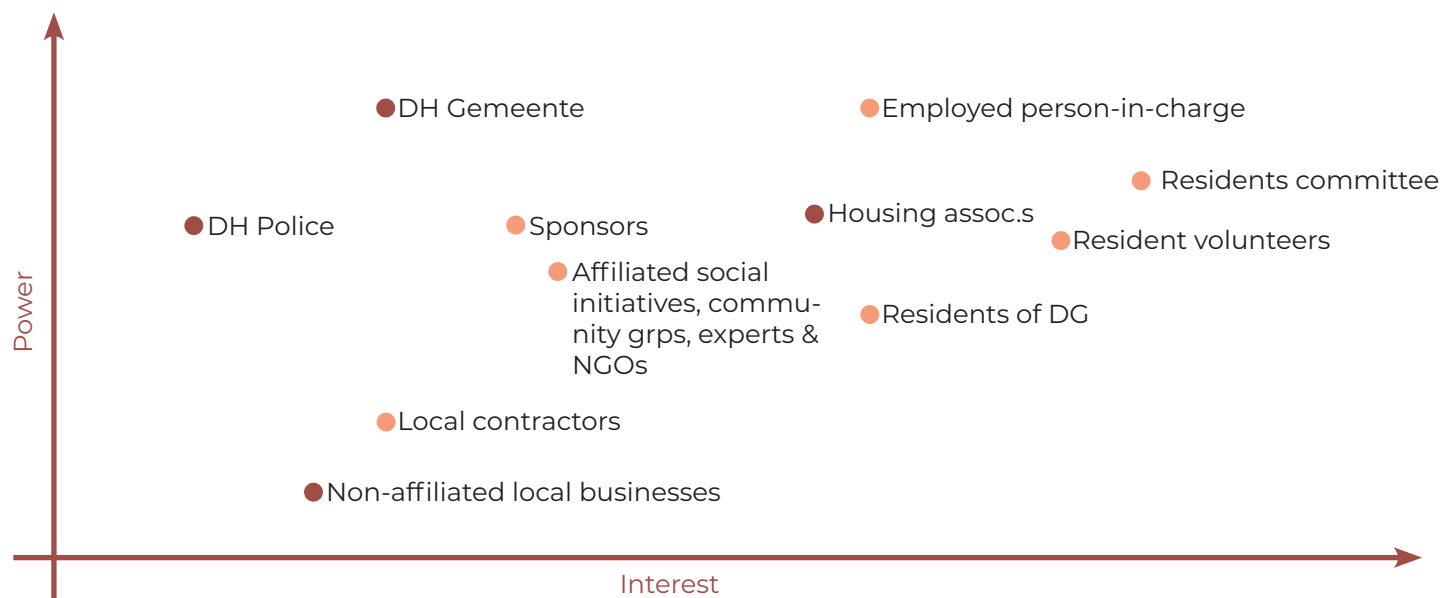 DH Gemeente
Employed person-in-charge
Residents committee
Housing assoc.s
DH Police
Sponsors
Resident volunteers
Affiliated social
initiatives, commu-
nity grps, experts &
NGOs
Residents of DG
Local contractors
Non-affiliated local businesses
Power
Interest